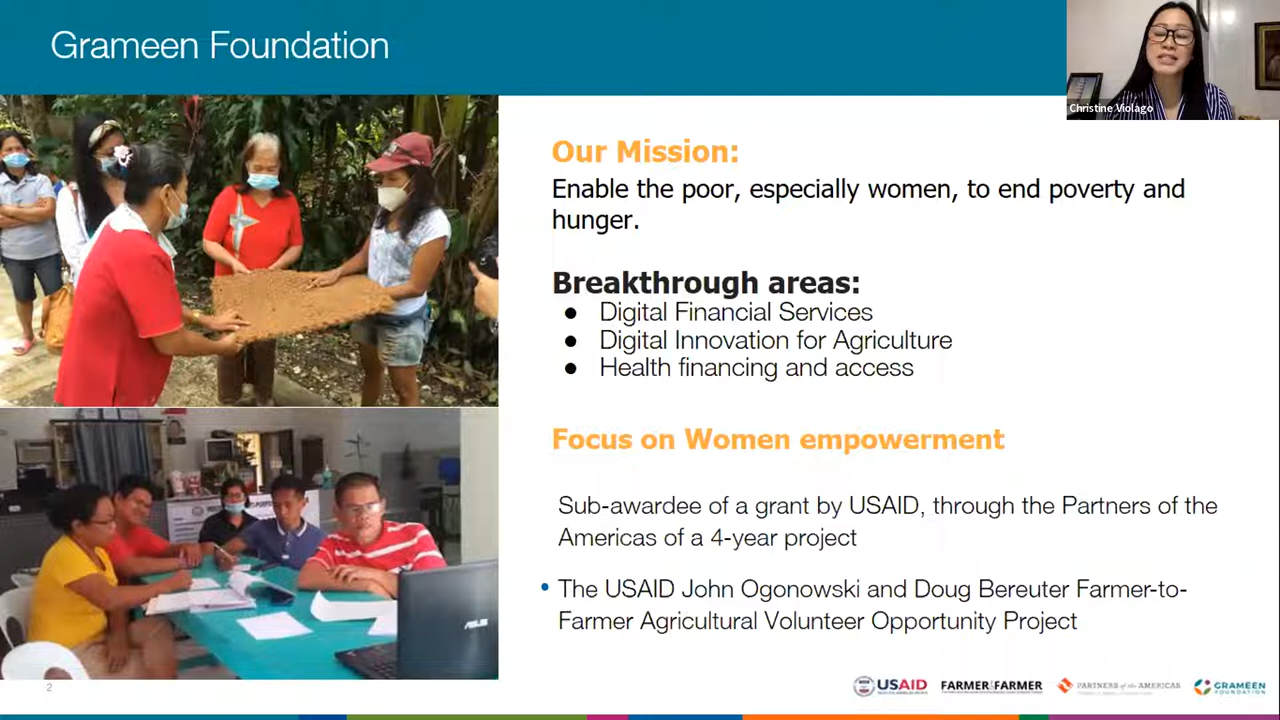 Grameen Foundation
Christine Violago
Our Mission:
Enable the poor, especially women, to end poverty and
hunger.
Breakthrough areas:
● Digital Financial Services
● Digital Innovation for Agriculture
● Health financing and access
Focus on Women empowerment
Sub-awardee of a grant by USAID, through the Partners of the
Americas of a 4-year project
• The USAID John Ogonowski and Doug Bereuter Farmer-to-
Farmer Agricultural Volunteer Opportunity Project
ASUS
2
USAID
FARMER FARMER
PARTNERS of the AMERICAS
GRAMEEN
FOUNDATION